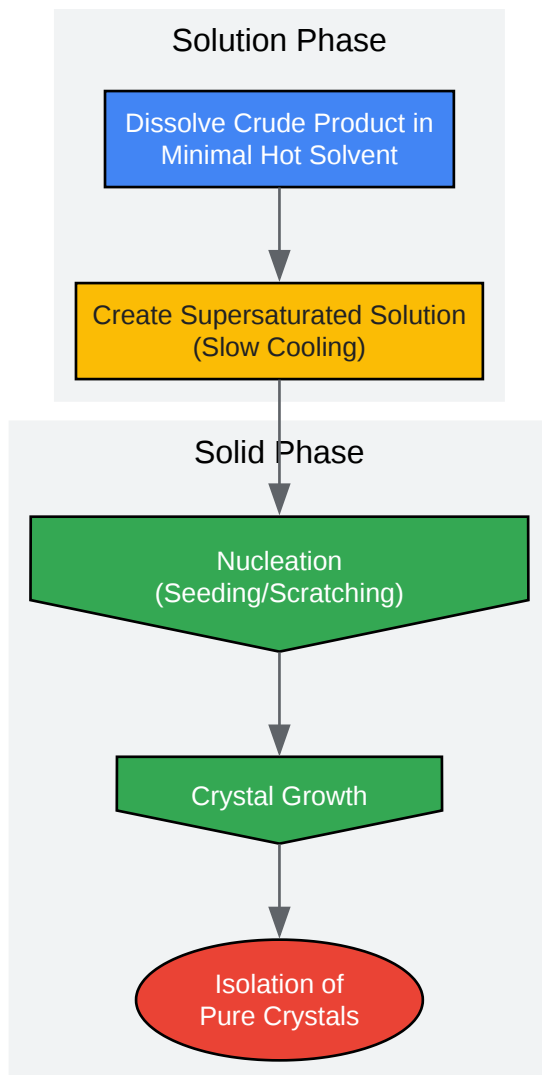 Solution Phase
Dissolve Crude Product in
Minimal Hot Solvent
Create Supersaturated Solution
(Slow Cooling)
Solid Phase
Nucleation
(Seeding/Scratching)
Crystal Growth
Isolation of
Pure Crystals